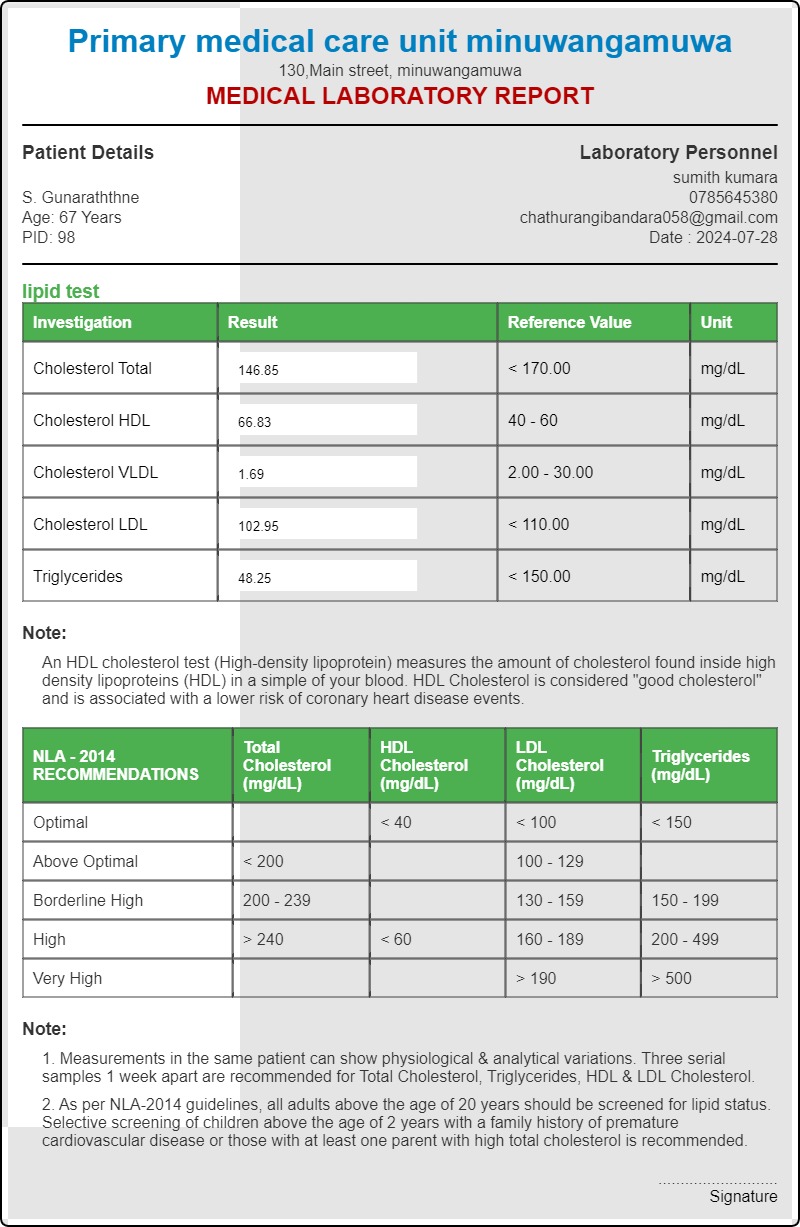 Primary medical care unit minuwangamuwa
130,Main street, minuwangamuwa
MEDICAL LABORATORY REPORT
Patient Details
S. Gunaraththne
Age: 67 Years
PID: 98
Laboratory Personnel
sumith kumara
0785645380
chathurangibandara058@gmail.com
Date : 2024-07-28
lipid test
Investigation Result Reference Value Unit
Cholesterol Total 146.85 < 170.00 mg/dL
Cholesterol HDL 66.83 40 - 60 mg/dL
Cholesterol VLDL 1.69 2.00 - 30.00 mg/dL
Cholesterol LDL 102.95 < 110.00 mg/dL
Triglycerides 48.25 < 150.00 mg/dL
Note:
An HDL cholesterol test (High-density lipoprotein) measures the amount of cholesterol found inside high
density lipoproteins (HDL) in a simple of your blood. HDL Cholesterol is considered "good cholesterol"
and is associated with a lower risk of coronary heart disease events.
NLA - 2014 RECOMMENDATIONS Total Cholesterol (mg/dL) HDL Cholesterol (mg/dL) LDL Cholesterol (mg/dL) Triglycerides (mg/dL)
Optimal < 40 < 100 < 150
Above Optimal < 200 100 - 129
Borderline High 200 - 239 130 - 159 150 - 199
High > 240 < 60 160 - 189 200 - 499
Very High > 190 > 500
Note:
1. Measurements in the same patient can show physiological & analytical variations. Three serial
samples 1 week apart are recommended for Total Cholesterol, Triglycerides, HDL & LDL Cholesterol.
2. As per NLA-2014 guidelines, all adults above the age of 20 years should be screened for lipid status.
Selective screening of children above the age of 2 years with a family history of premature
cardiovascular disease or those with at least one parent with high total cholesterol is recommended.
...........................
Signature